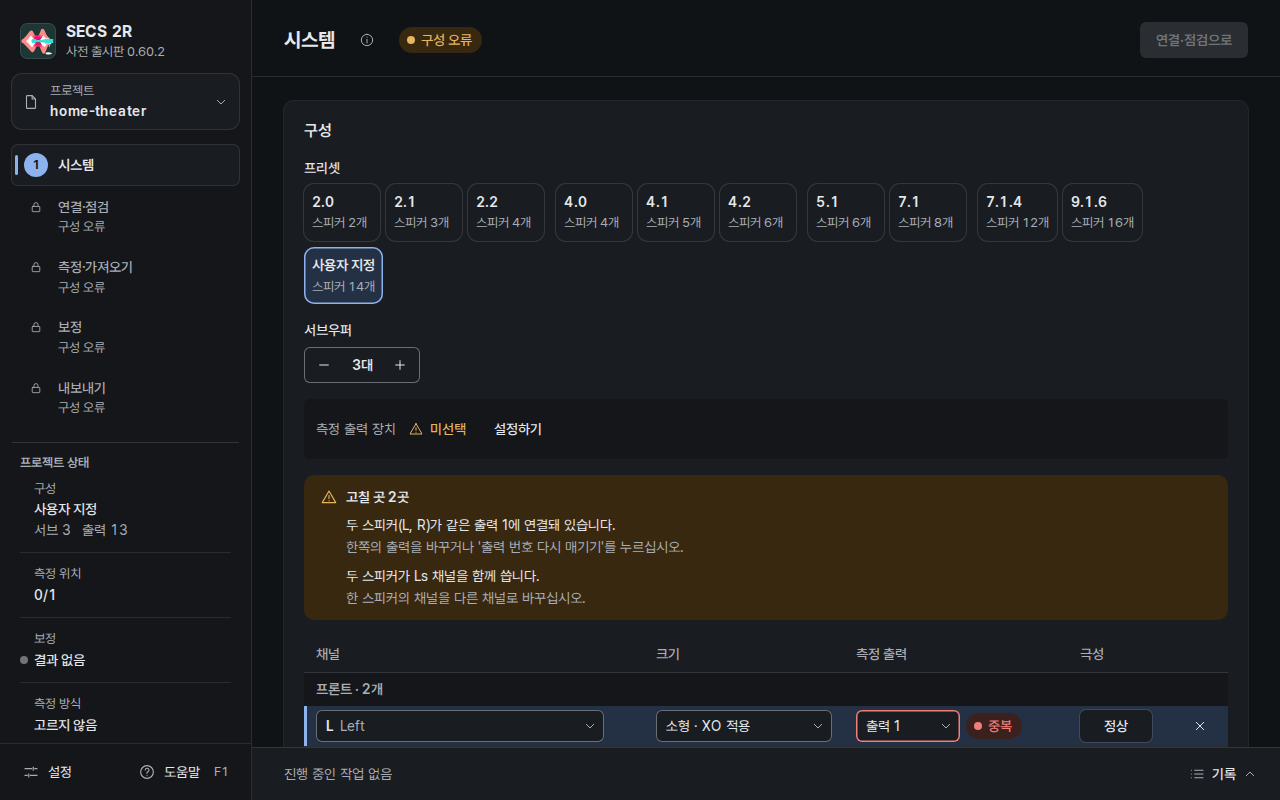 SECS 2R
사전 출시판 0.60.2
프로젝트
home-theater
1 시스템
연결·점검
구성 오류
측정·가져오기
구성 오류
보정
구성 오류
내보내기
구성 오류
프로젝트 상태
구성
사용자 지정
서브 3 출력 13
측정 위치
0/1
보정
결과 없음
측정 방식
고르지 않음
설정 도움말 F1
시스템 구성 오류 연결·점검으로
구성
프리셋
2.0 2.1 2.2 4.0 4.1 4.2 5.1 7.1 7.1.4 9.1.6
스피커 2개 스피커 3개 스피커 4개 스피커 4개 스피커 5개 스피커 6개 스피커 6개 스피커 8개 스피커 12개 스피커 16개
사용자 지정
스피커 14개
서브우퍼
3대
측정 출력 장치 미선택 설정하기
고칠 곳 2곳
두 스피커(L, R)가 같은 출력 1에 연결돼 있습니다.
한쪽의 출력을 바꾸거나 '출력 번호 다시 매기기'를 누르십시오.
두 스피커가 Ls 채널을 함께 씁니다.
한 스피커의 채널을 다른 채널로 바꾸십시오.
채널 크기 측정 출력 극성
프론트 · 2개
L Left 소형 · XO 적용 출력 1 중복 정상
진행 중인 작업 없음 기록